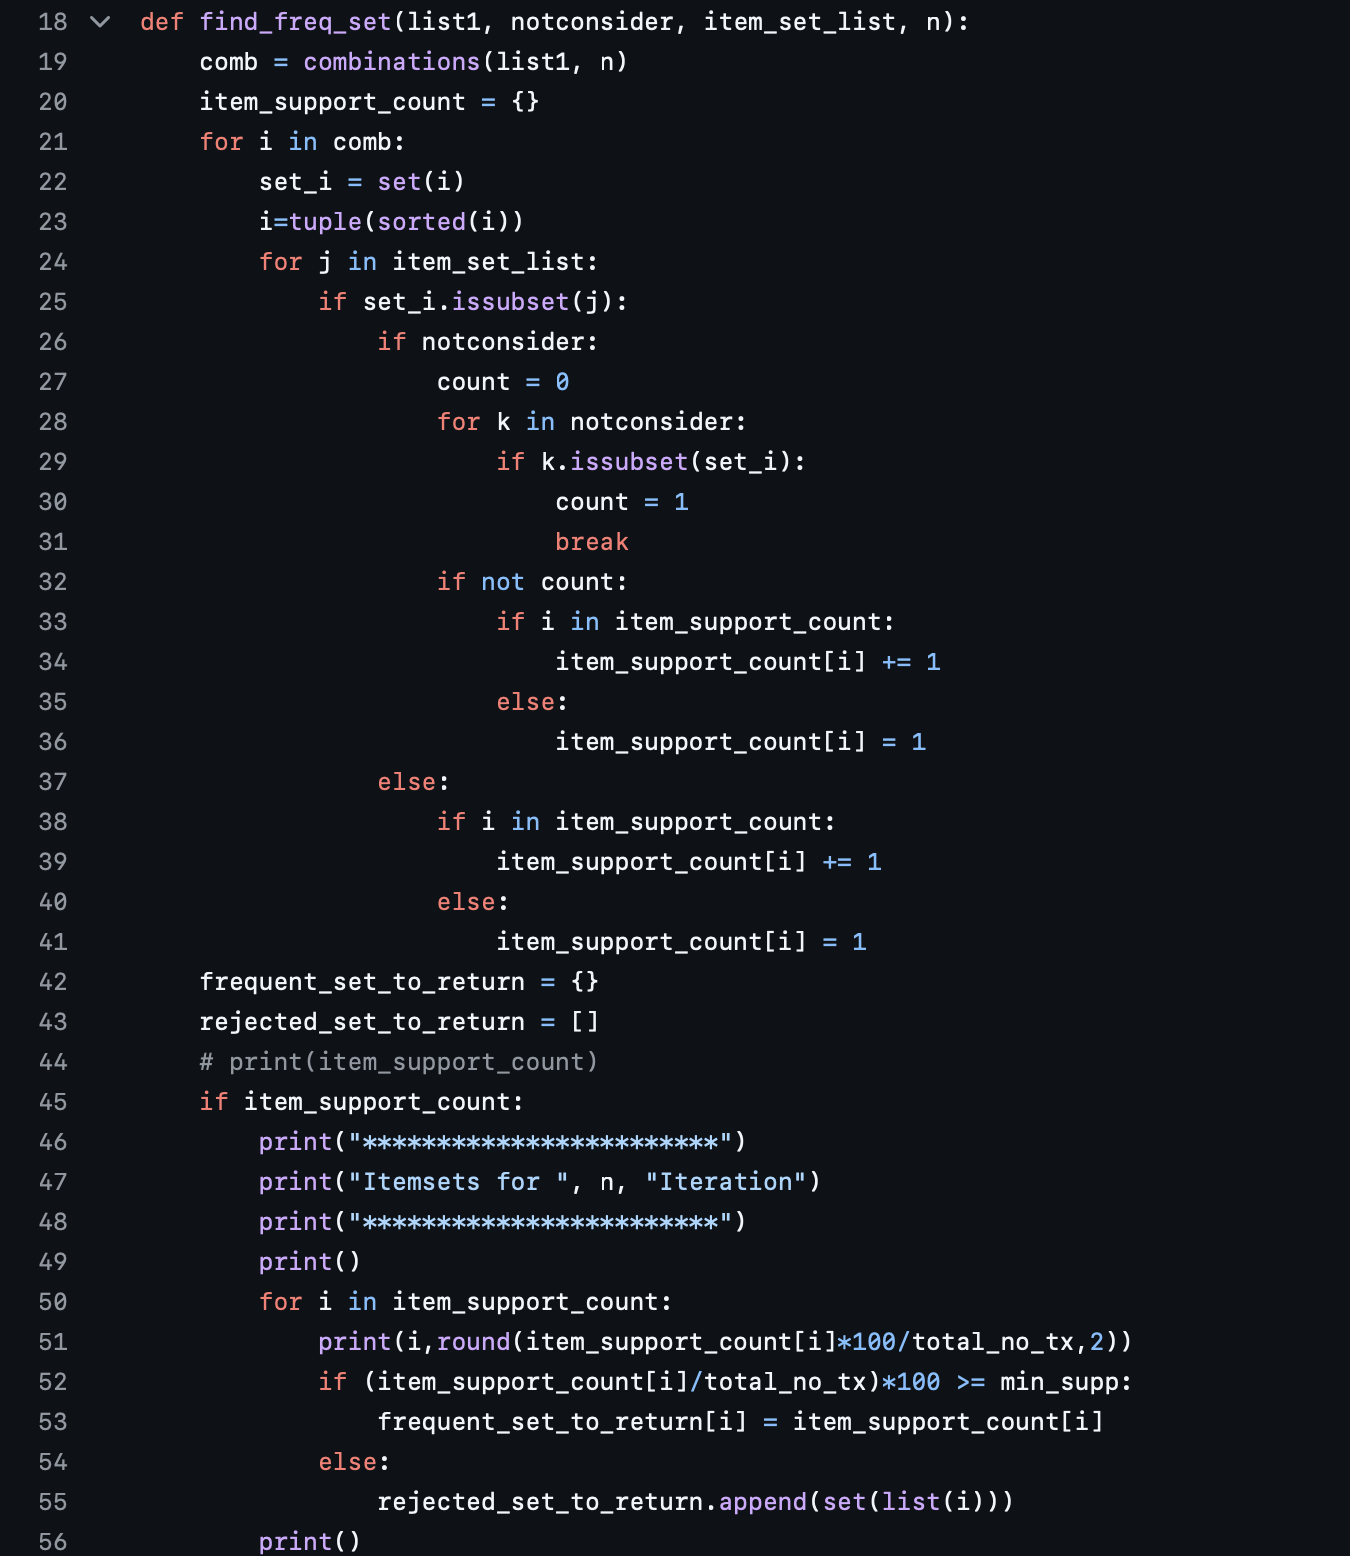 18 def find_freq_set(list1, notconsider, item_set_list, n):
19     comb = combinations(list1, n)
20     item_support_count = {}
21     for i in comb:
22         set_i = set(i)
23         i=tuple(sorted(i))
24         for j in item_set_list:
25             if set_i.issubset(j):
26                 if notconsider:
27                     count = 0
28                     for k in notconsider:
29                         if k.issubset(set_i):
30                             count = 1
31                             break
32                     if not count:
33                         if i in item_support_count:
34                             item_support_count[i] += 1
35                         else:
36                             item_support_count[i] = 1
37                 else:
38                     if i in item_support_count:
39                         item_support_count[i] += 1
40                     else:
41                         item_support_count[i] = 1
42     frequent_set_to_return = {}
43     rejected_set_to_return = []
44     # print(item_support_count)
45     if item_support_count:
46         print("************************")
47         print("Itemsets for ", n, "Iteration")
48         print("************************")
49         print()
50         for i in item_support_count:
51             print(i,round(item_support_count[i]*100/total_no_tx,2))
52             if (item_support_count[i]/total_no_tx)*100 >= min_supp:
53                 frequent_set_to_return[i] = item_support_count[i]
54             else:
55                 rejected_set_to_return.append(set(list(i)))
56         print()